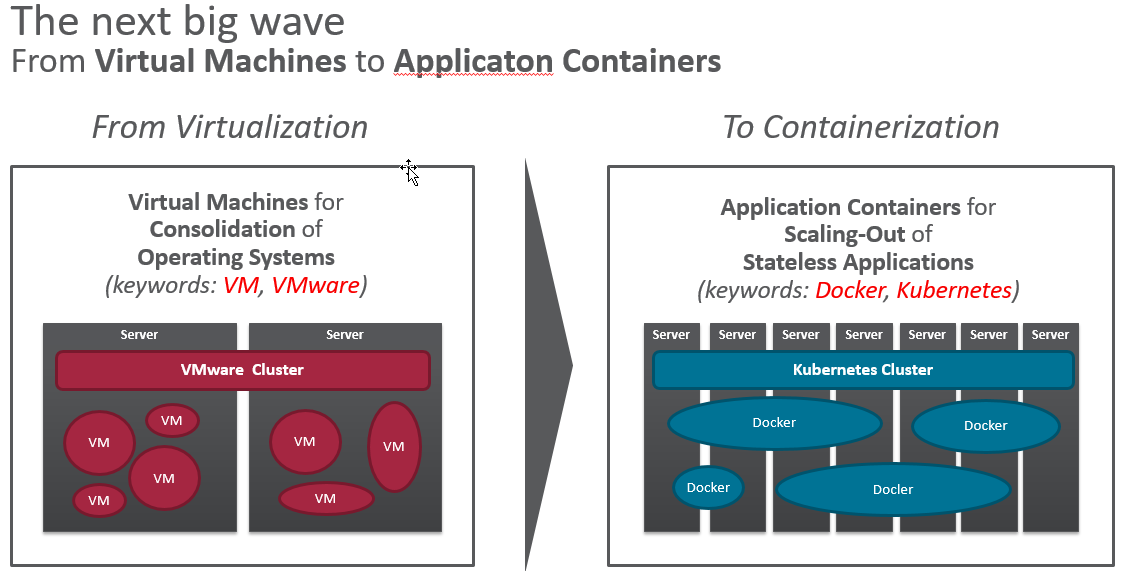 The next big wave
From Virtual Machines to Applicaton Containers
From Virtualization
To Containerization
Virtual Machines for
Consolidation of
Operating Systems
(keywords: VM, VMware)
Server
Server
VMware Cluster
VM
VM
VM
VM
VM
VM
VM
Application Containers for
Scaling-Out of
Stateless Applications
(keywords: Docker, Kubernetes)
Server
Server
Server
Server
Server
Server
Server
Kubernetes Cluster
Docker
Docker
Docker
Docler